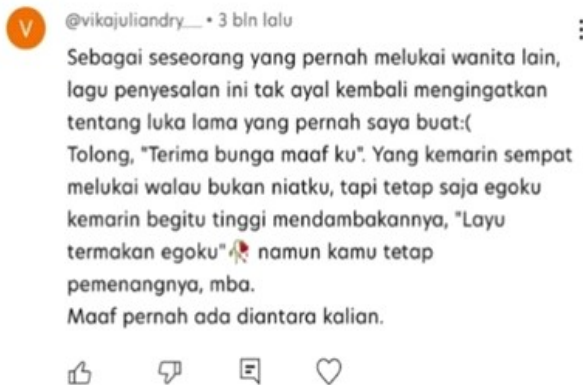 V
@vikajuliandry__ • 3 bln lalu
Sebagai seseorang yang pernah melukai wanita lain,
lagu penyesalan ini tak ayal kembali mengingatkan
tentang luka lama yang pernah saya buat:(
Tolong, "Terima bunga maaf ku". Yang kemarin sempat
melukai walau bukan niatku, tapi tetap saja egoku
kemarin begitu tinggi mendambakannya, "Layu
termakan egoku"🥀 namun kamu tetap
pemenangnya, mba.
Maaf pernah ada diantara kalian.